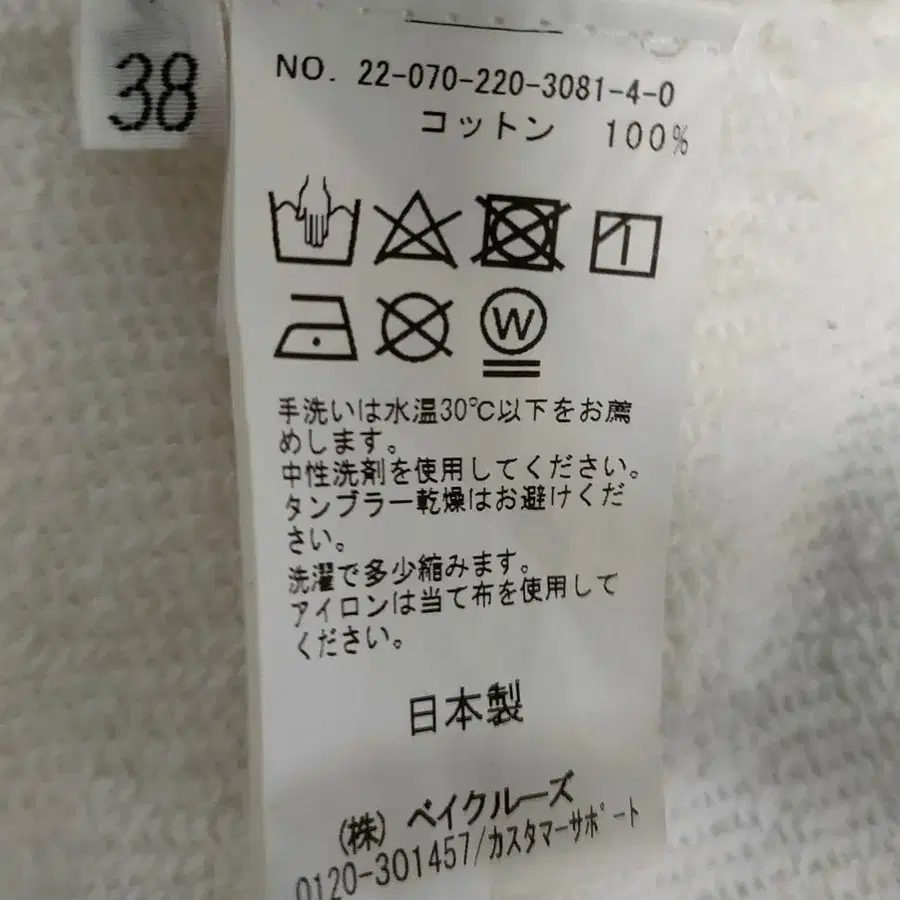 38
NO. 22-070-220-3081-4-0
コットン 100%
W
手洗いは水温30℃以下をお薦
めします。
中性洗剤を使用してください。
タンブラー乾燥はお避けくだ
さい。
洗濯で多少縮みます。
アイロンは当て布を使用して
ください。
日本製
(株) ベイクルーズ
0120-301457/カスタマーサポート